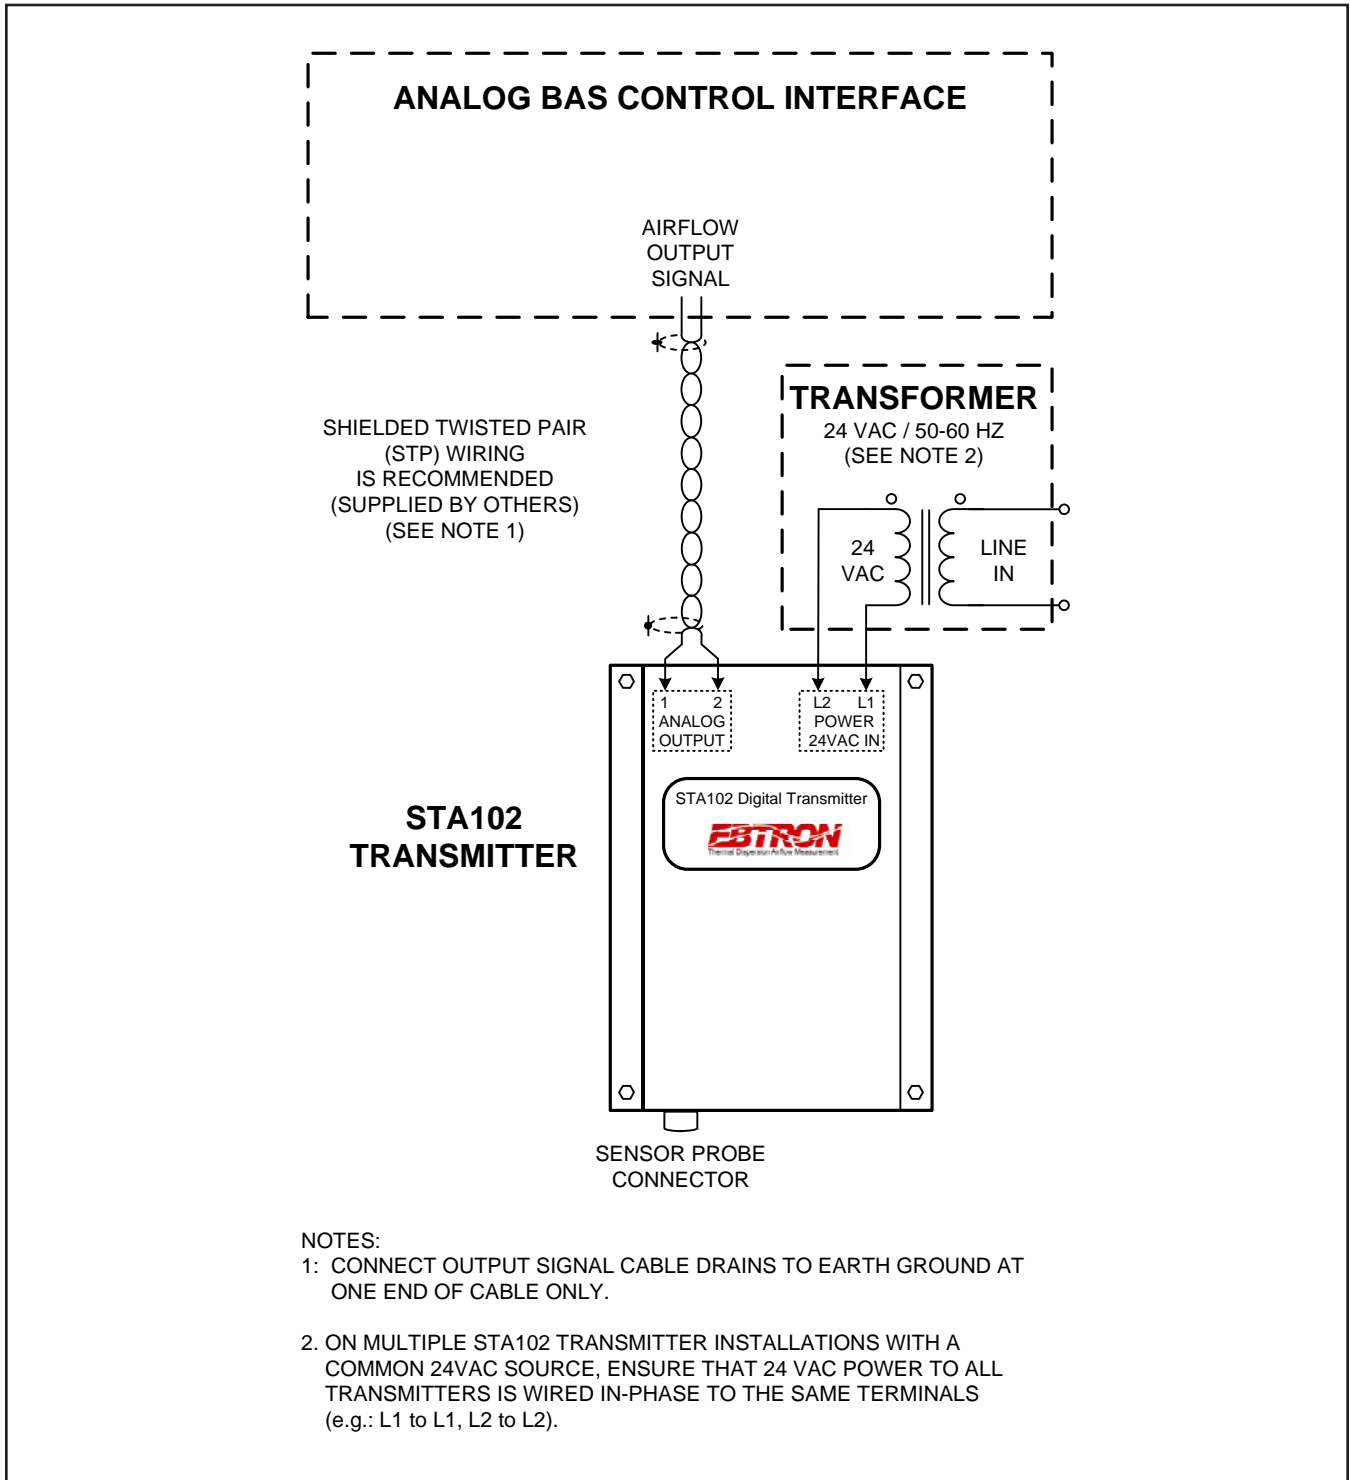 ANALOG BAS CONTROL INTERFACE
AIRFLOW
OUTPUT
SIGNAL
TRANSFORMER
24 VAC / 50-60 HZ
(SEE NOTE 2)
SHIELDED TWISTED PAIR
(STP) WIRING
IS RECOMMENDED
(SUPPLIED BY OTHERS)
(SEE NOTE 1)
24
VAC
LINE
IN
1 2
ANALOG
OUTPUT
L2 L1
POWER
24VAC IN
STA102 Digital Transmitter
EBTRON
Thermal Dispersion Airflow Measurement
STA102
TRANSMITTER
SENSOR PROBE
CONNECTOR
NOTES:
1: CONNECT OUTPUT SIGNAL CABLE DRAINS TO EARTH GROUND AT
ONE END OF CABLE ONLY.
2. ON MULTIPLE STA102 TRANSMITTER INSTALLATIONS WITH A
COMMON 24VAC SOURCE, ENSURE THAT 24 VAC POWER TO ALL
TRANSMITTERS IS WIRED IN-PHASE TO THE SAME TERMINALS
(e.g.: L1 to L1, L2 to L2).